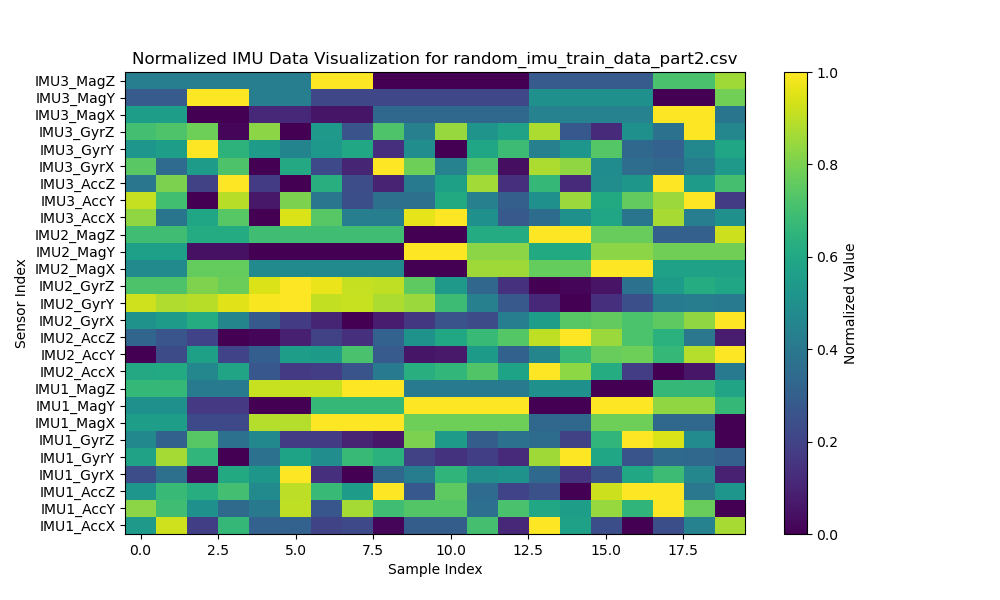 Normalized IMU Data Visualization for random_imu_train_data_part2.csv
IMU3_MagZ
IMU3_MagY
IMU3_MagX
IMU3_GyrZ
IMU3_GyrY
IMU3_GyrX
IMU3_AccZ
IMU3_AccY
IMU3_AccX
IMU2_MagZ
IMU2_MagY
IMU2_MagX
IMU2_GyrZ
IMU2_GyrY
IMU2_GyrX
IMU2_AccZ
IMU2_AccY
IMU2_AccX
IMU1_MagZ
IMU1_MagY
IMU1_MagX
IMU1_GyrZ
IMU1_GyrY
IMU1_GyrX
IMU1_AccZ
IMU1_AccY
IMU1_AccX
Sensor Index
0.0 2.5 5.0 7.5 10.0 12.5 15.0 17.5
Sample Index
1.0
0.8
0.6
0.4
0.2
0.0
Normalized Value